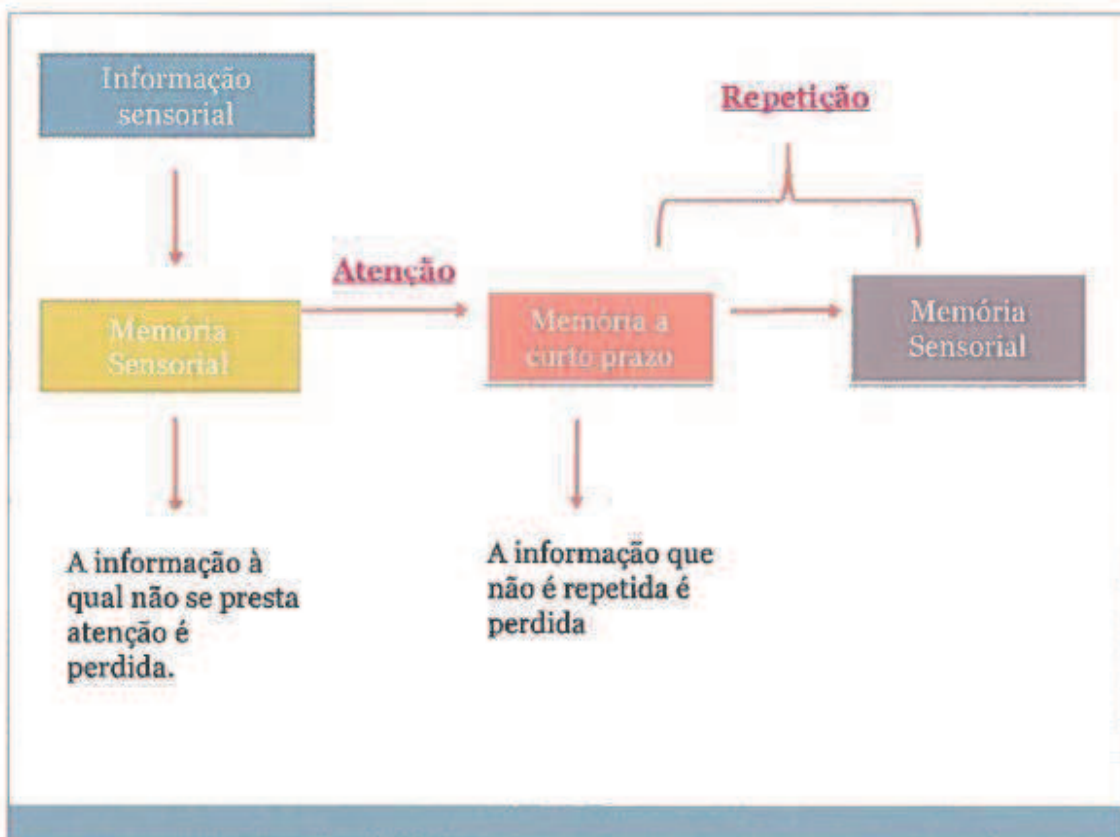 Informação
sensorial
Repetição
Atenção
Memória
Sensorial
Memória a
curto prazo
Memória
Sensorial
A informação à
qual não se presta
atenção é
perdida.
A informação que
não é repetida é
perdida